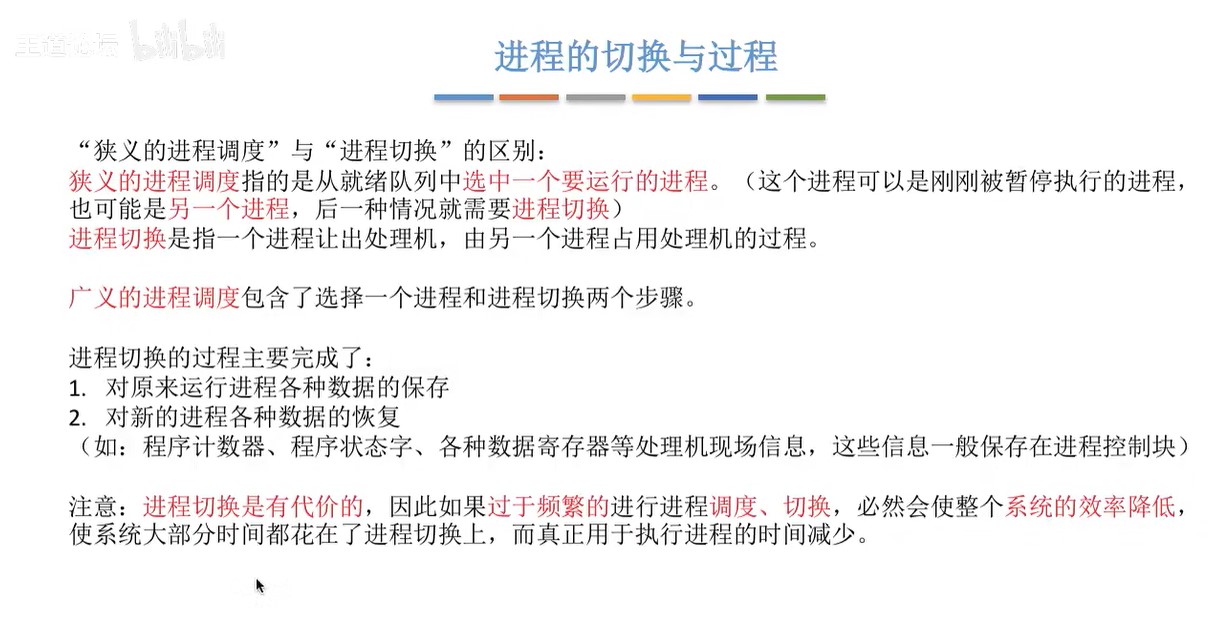 王道论坛 bilibili
进程的切换与过程
“狭义的进程调度”与“进程切换”的区别：
狭义的进程调度指的是从就绪队列中选中一个要运行的进程。（这个进程可以是刚刚被暂停执行的进程，
也可能是另一个进程，后一种情况就需要进程切换）
进程切换是指一个进程让出处理机，由另一个进程占用处理机的过程。
广义的进程调度包含了选择一个进程和进程切换两个步骤。
进程切换的过程主要完成了：
1. 对原来运行进程各种数据的保存
2. 对新的进程各种数据的恢复
（如：程序计数器、程序状态字、各种数据寄存器等处理机现场信息，这些信息一般保存在进程控制块）
注意：进程切换是有代价的，因此如果过于频繁的进行进程调度、切换，必然会使整个系统的效率降低，
使系统大部分时间都花在了进程切换上，而真正用于执行进程的时间减少。